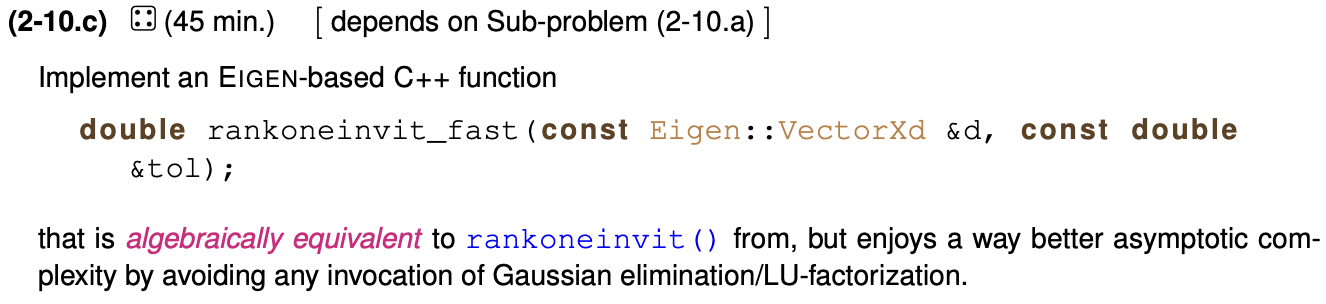 (2-10.c) ⚃ (45 min.) [ depends on Sub-problem (2-10.a) ]
Implement an EIGEN-based C++ function
double rankoneinvit_fast(const Eigen::VectorXd &d, const double
&tol);
that is algebraically equivalent to rankoneinvit() from, but enjoys a way better asymptotic com-
plexity by avoiding any invocation of Gaussian elimination/LU-factorization.